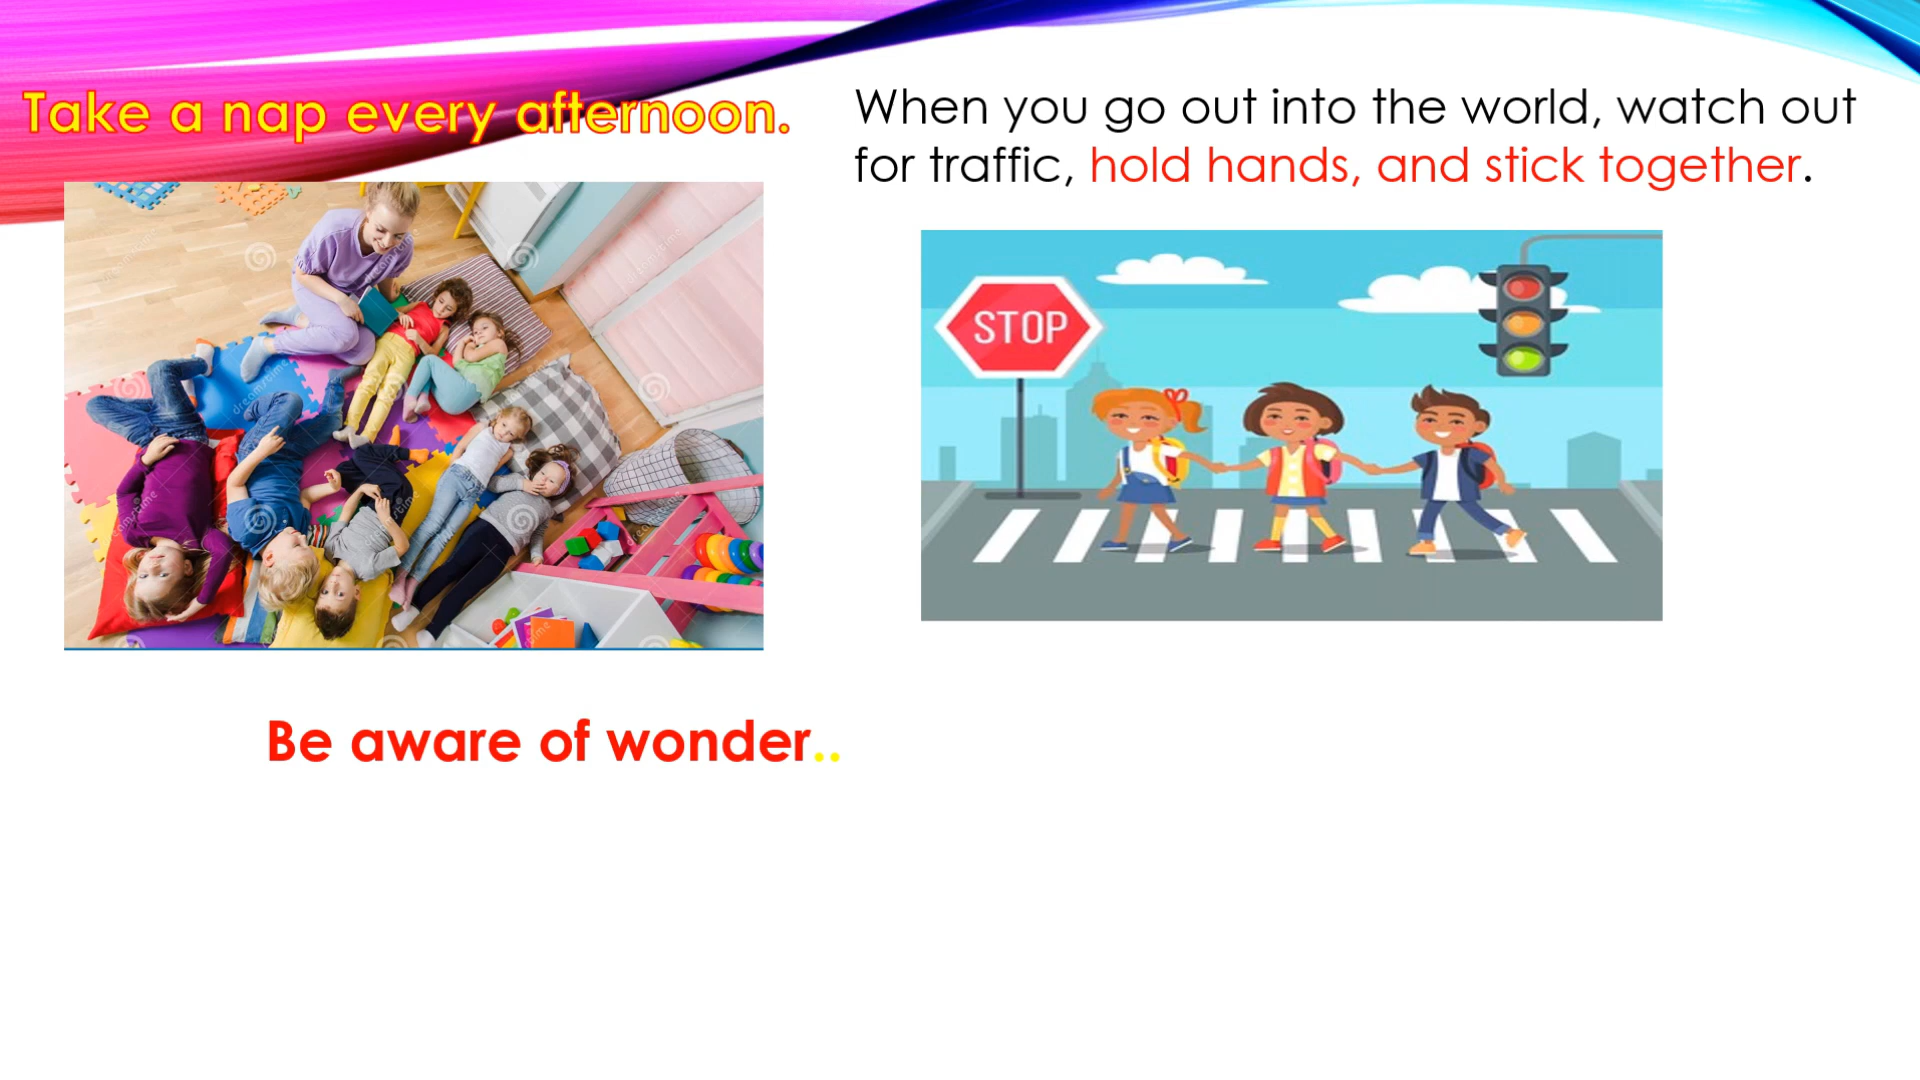 Take a nap every afternoon.
When you go out into the world, watch out
for traffic, hold hands, and stick together.
STOP
dreamstime
Be aware of wonder..